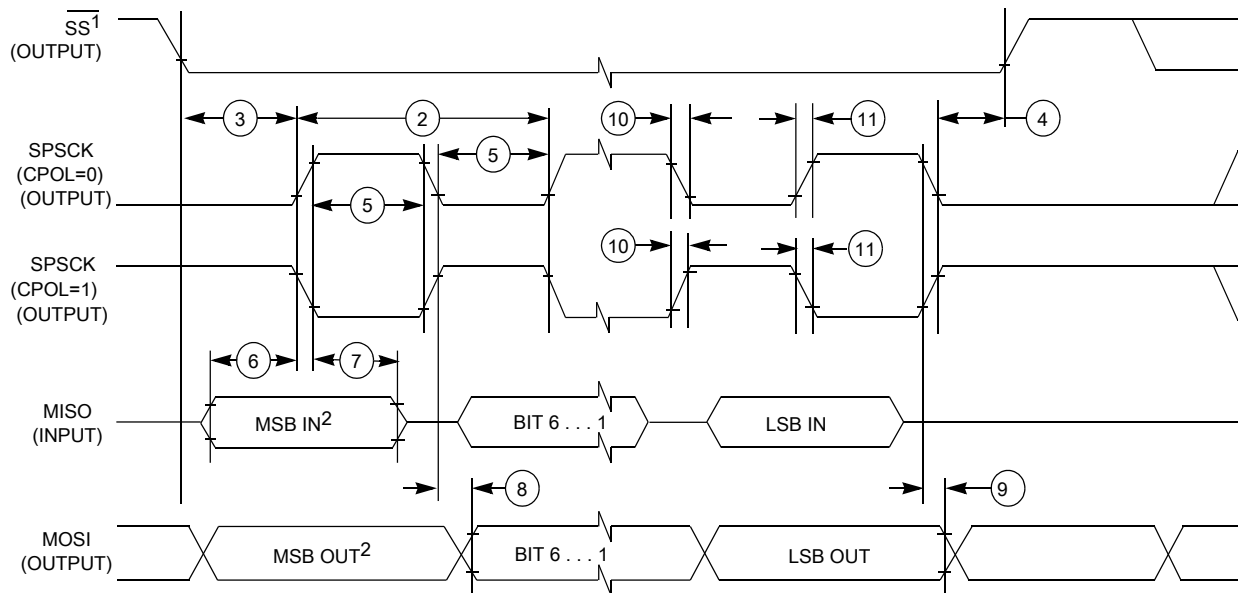 SS1
(OUTPUT)
3
2
10
11
4
SPSCK
(CPOL=0)
(OUTPUT)
5
5
SPSCK
(CPOL=1)
(OUTPUT)
10
11
6
7
MISO
(INPUT)
MSB IN2
BIT 6 . . . 1
LSB IN
8
9
MOSI
(OUTPUT)
MSB OUT2
BIT 6 . . . 1
LSB OUT